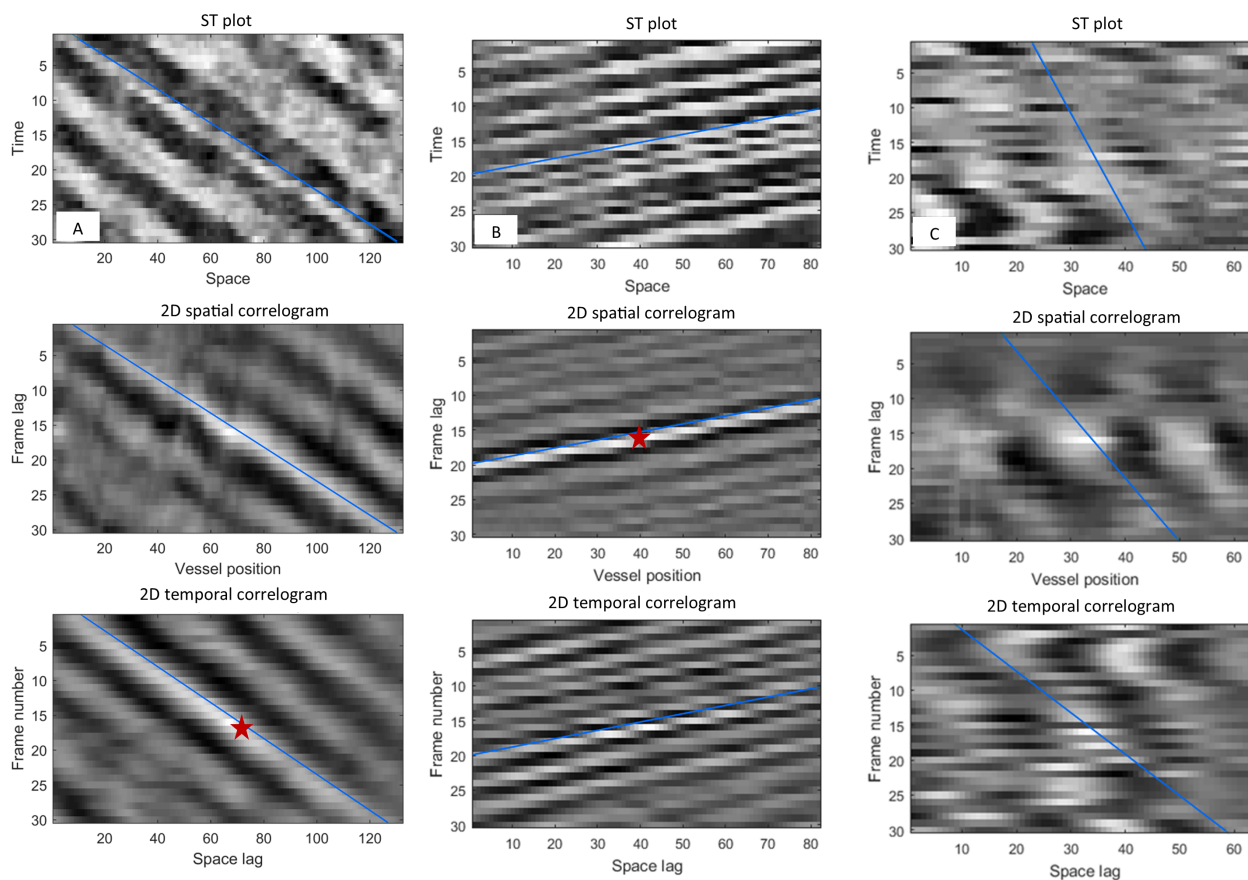 ST plot
Time
5
10
15
20
25
30
A
20 40 60 80 100 120
Space
ST plot
Time
5
10
15
20
25
30
B
10 20 30 40 50 60 70 80
Space
ST plot
Time
5
10
15
20
25
30
C
10 20 30 40 50 60
Space
2D spatial correlogram
Frame lag
5
10
15
20
25
30
20 40 60 80 100 120
Vessel position
2D spatial correlogram
Frame lag
5
10
15
20
25
30
10 20 30 40 50 60 70 80
Vessel position
2D spatial correlogram
Frame lag
5
10
15
20
25
30
10 20 30 40 50 60
Vessel position
2D temporal correlogram
Frame number
5
10
15
20
25
30
20 40 60 80 100 120
Space lag
2D temporal correlogram
Frame number
5
10
15
20
25
30
10 20 30 40 50 60 70 80
Space lag
2D temporal correlogram
Frame number
5
10
15
20
25
30
10 20 30 40 50 60
Space lag